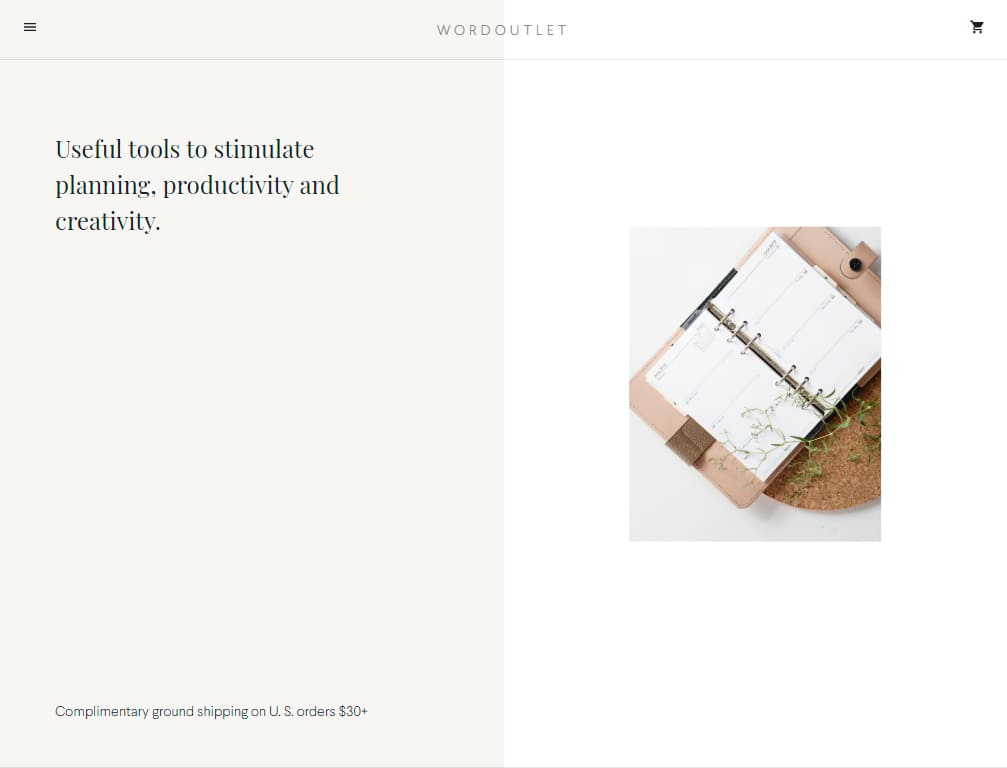 WORDOUTLET
Useful tools to stimulate
planning, productivity and
creativity.
Complimentary ground shipping on U. S. orders $30+